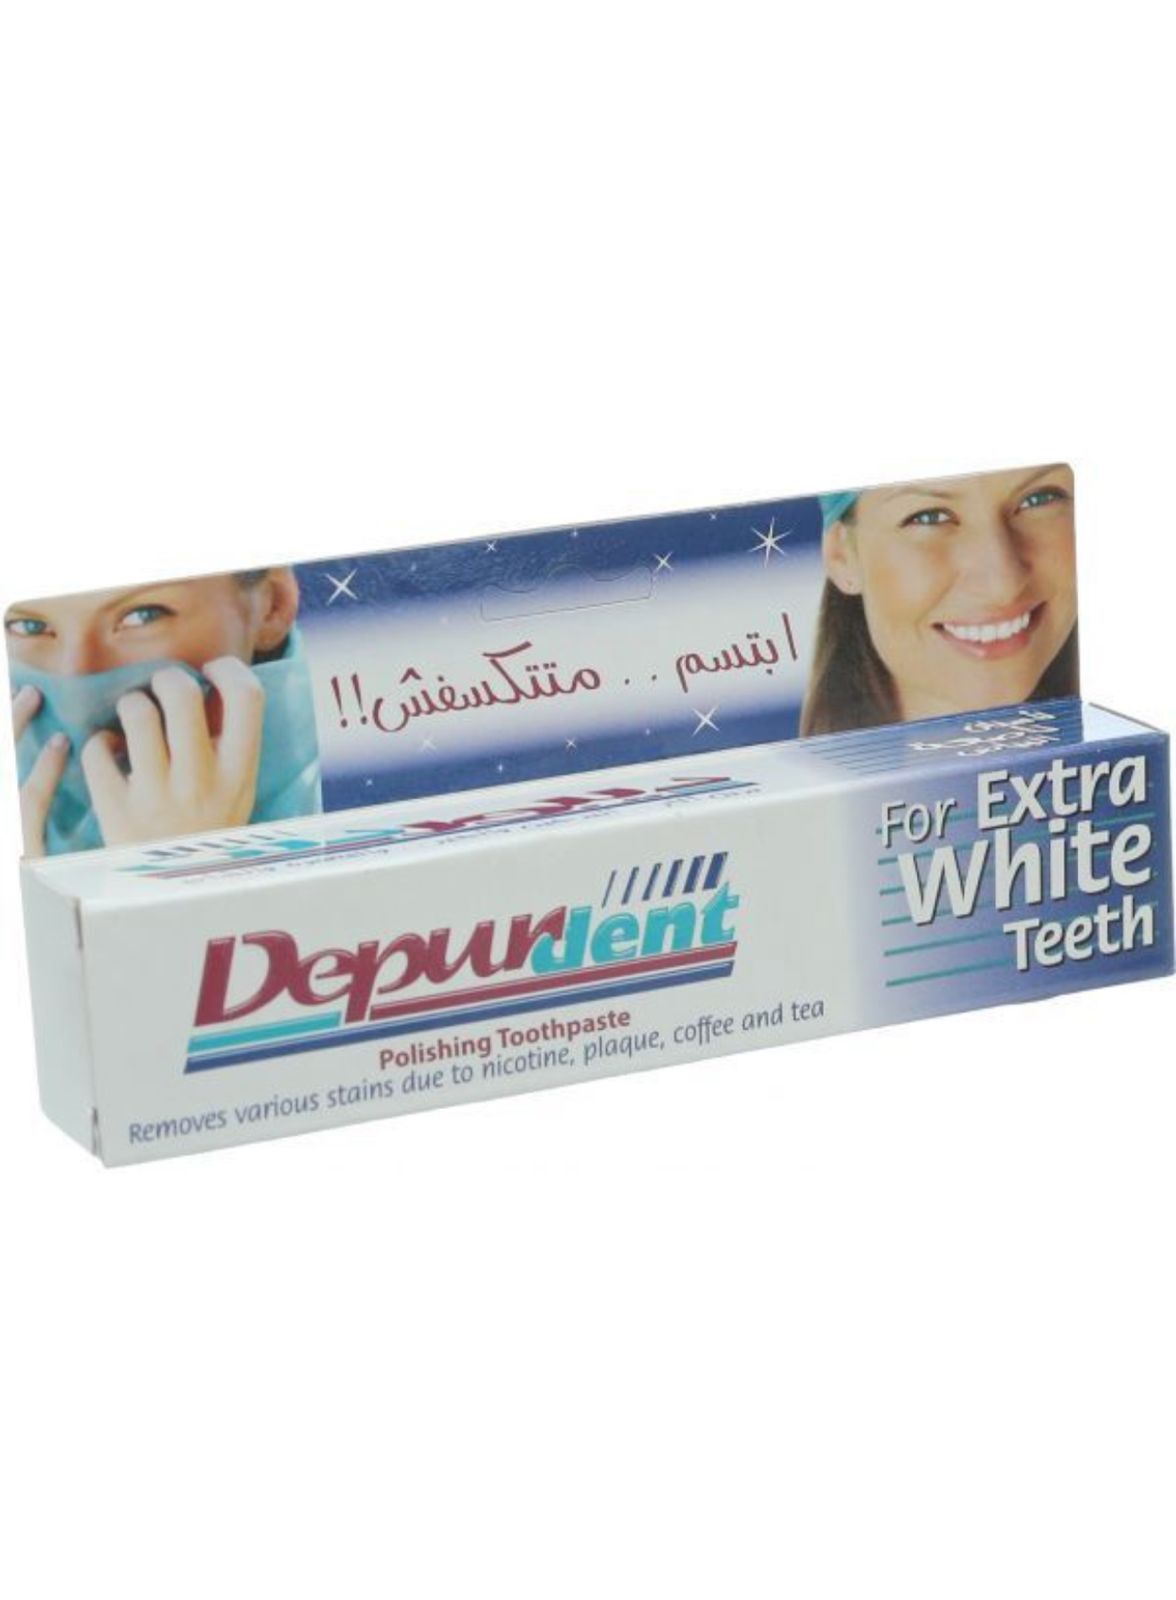 ابتسم .. متتكسفش!!
Depurdent
Polishing Toothpaste
Removes various stains due to nicotine, plaque, coffee and tea
For Extra
White
Teeth